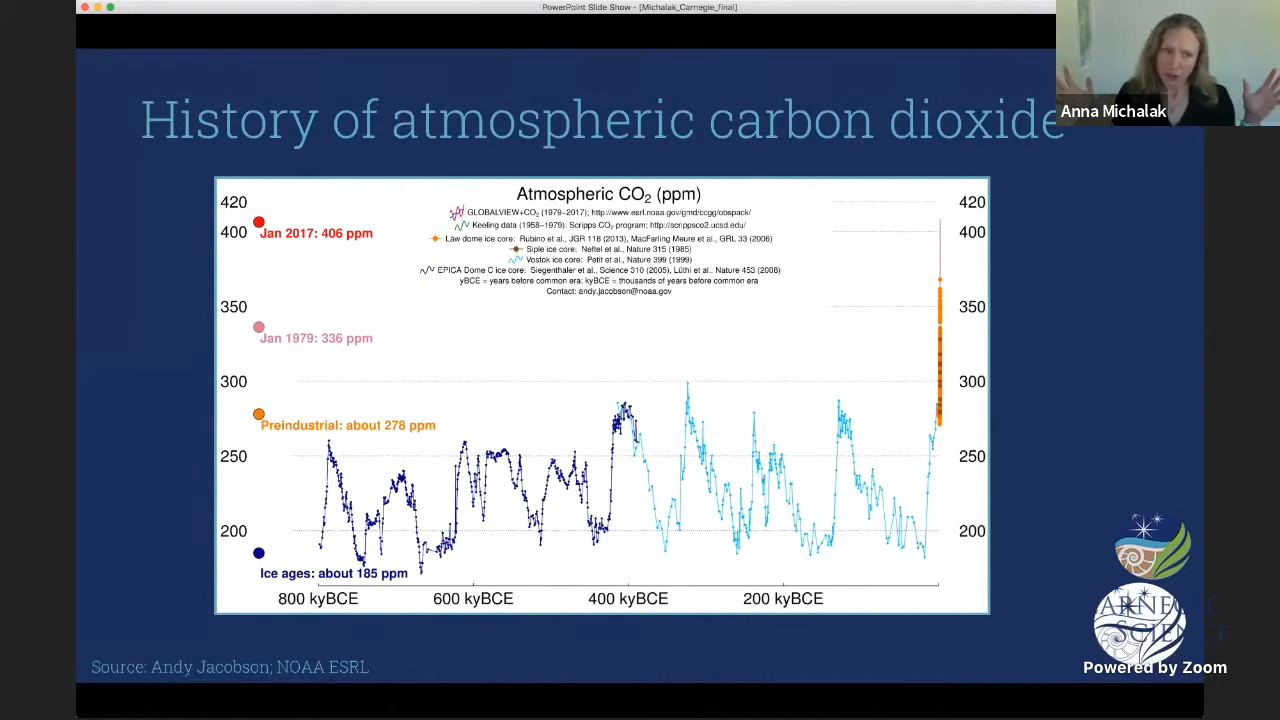 PowerPoint Slide Show - [Michalak_Carnegie_final]
Anna Michalak
History of atmospheric carbon dioxide
Atmospheric CO₂ (ppm)
GLOBALVIEW+CO₂ (1979–2017); http://www.esrl.noaa.gov/gmd/ccgg/obspack/
Keeling data (1958–1979): Scripps CO₂ program; http://scrippsco2.ucsd.edu/
Law dome ice core: Rubino et al., JGR 118 (2013), MacFarling Meure et al., GRL 33 (2006)
Siple ice core: Neftel et al., Nature 315 (1985)
Vostok ice core: Petit et al., Nature 399 (1999)
EPICA Dome C ice core: Siegenthaler et al., Science 310 (2005), Lüthi et al., Nature 453 (2008)
yBCE = years before common era; kyBCE = thousands of years before common era
Contact: andy.jacobson@noaa.gov
420 420
400 400
Jan 2017: 406 ppm
350 350
Jan 1979: 336 ppm
300 300
Preindustrial: about 278 ppm
250 250
200 200
Ice ages: about 185 ppm
800 kyBCE 600 kyBCE 400 kyBCE 200 kyBCE
Source: Andy Jacobson; NOAA ESRL
Powered by Zoom